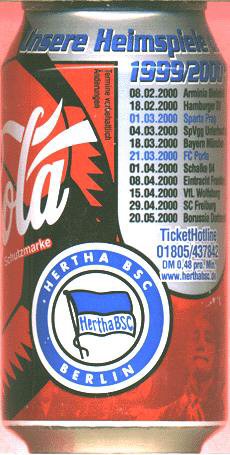 Unsere Heimspiele
1999/2000
08.02.2000 Arminia
18.02.2000 Hamburger
01.03.2000 Sparta Prag
04.03.2000 SpVgg
18.03.2000 Bayern
21.03.2000 FC Porto
01.04.2000 Schalke 04
08.04.2000 Eintracht
15.04.2000 VfL Wolfsburg
29.04.2000 SC Freiburg
20.05.2000 Borussia
Termine vorbehaltlich
Änderungen
TicketHotline
01805/437842
DM 0,48 pro. Min.
www.herthabsc.de
Cola
Schutzmarke
HERTHA BSC
Hertha BSC
BERLIN